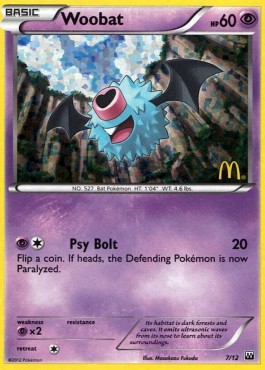 BASIC Woobat HP60
M
NO. 527 Bat Pokémon HT: 1'04" WT: 4.6 lbs.
Psy Bolt 20
Flip a coin. If heads, the Defending Pokémon is now
Paralyzed.
weakness resistance
×2
retreat
Its habitat is dark forests and
caves. It emits ultrasonic waves
from its nose to learn about its
surroundings.
Illus. Masakazu Fukuda 7/12
©2012 Pokémon